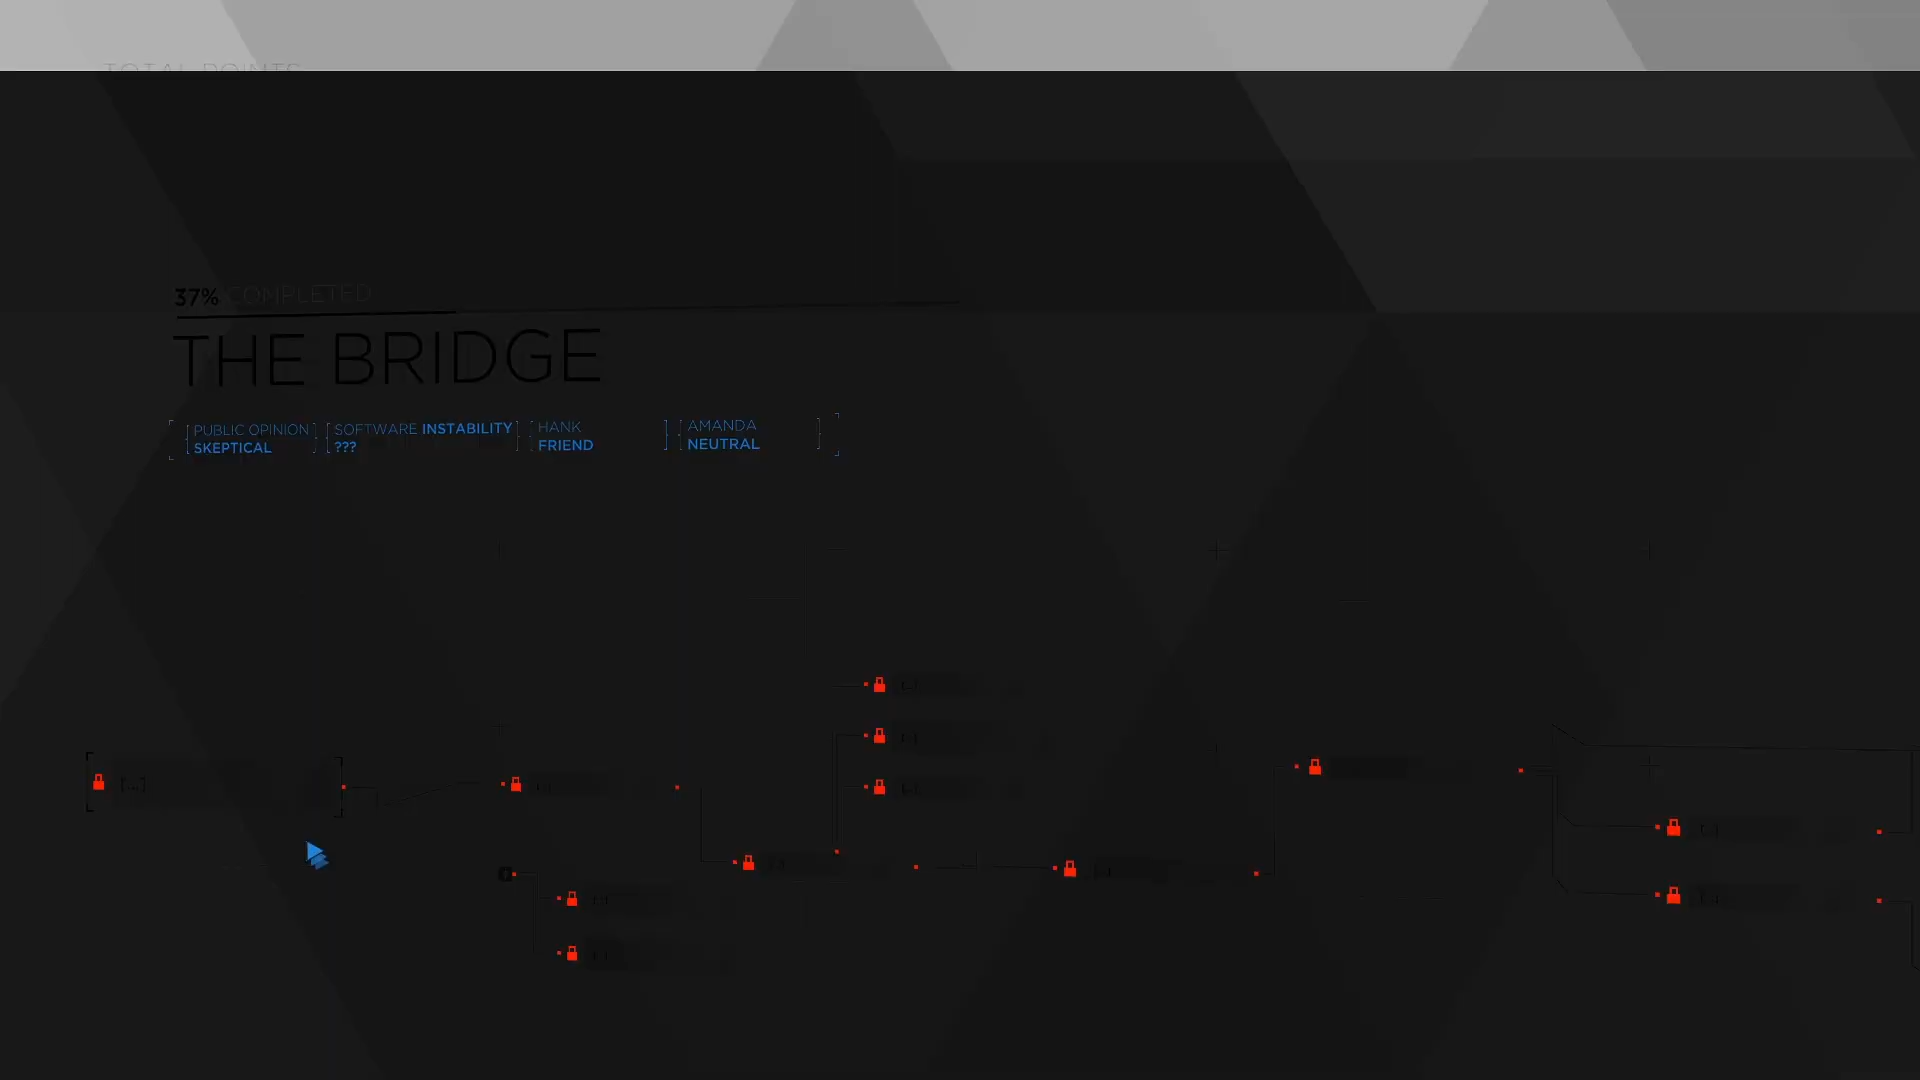 TOTAL POINTS
37% COMPLETED
THE BRIDGE
PUBLIC OPINION
SKEPTICAL
SOFTWARE INSTABILITY
???
HANK
FRIEND
AMANDA
NEUTRAL
[...]